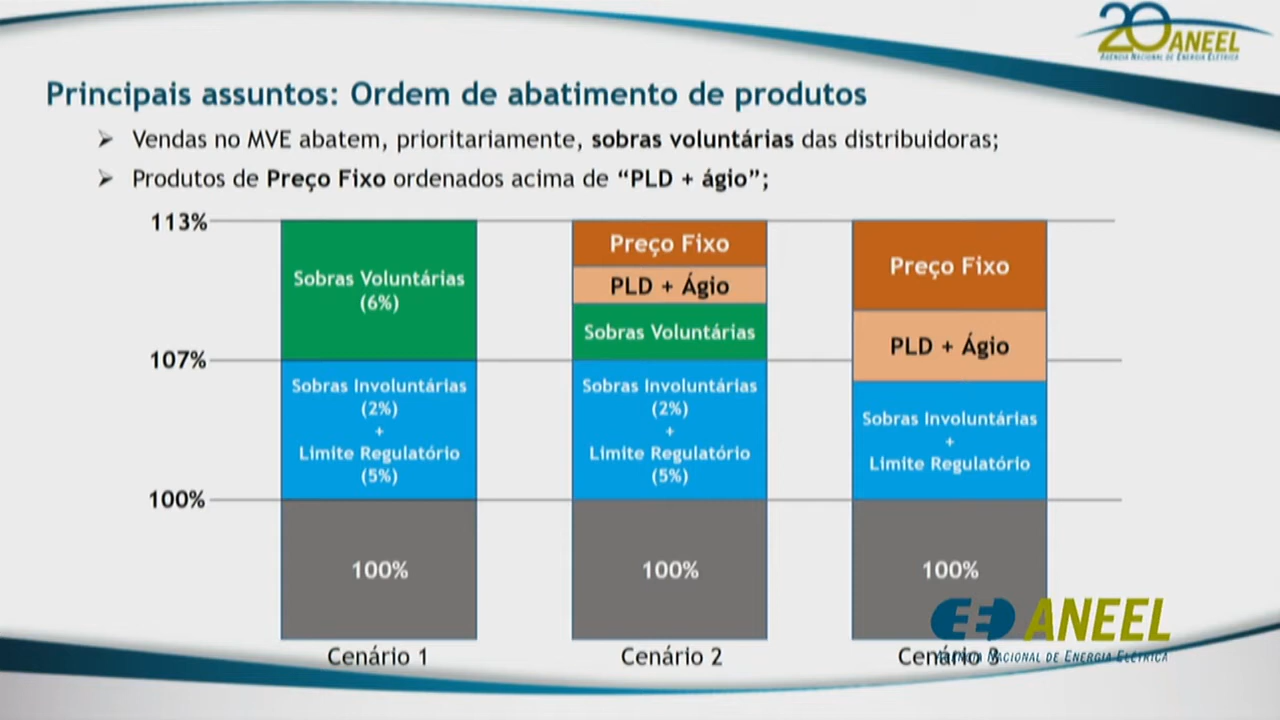 20 ANEEL
AGÊNCIA NACIONAL DE ENERGIA ELÉTRICA
Principais assuntos: Ordem de abatimento de produtos
➢ Vendas no MVE abatem, prioritariamente, sobras voluntárias das distribuidoras;
➢ Produtos de Preço Fixo ordenados acima de “PLD + ágio”;
113%
107%
100%
Sobras Voluntárias
(6%)
Sobras Involuntárias
(2%)
+
Limite Regulatório
(5%)
100%
Cenário 1
Preço Fixo
PLD + Ágio
Sobras Voluntárias
Sobras Involuntárias
(2%)
+
Limite Regulatório
(5%)
100%
Cenário 2
Preço Fixo
PLD + Ágio
Sobras Involuntárias
+
Limite Regulatório
100%
Cenário 3
ANEEL
AGÊNCIA NACIONAL DE ENERGIA ELÉTRICA